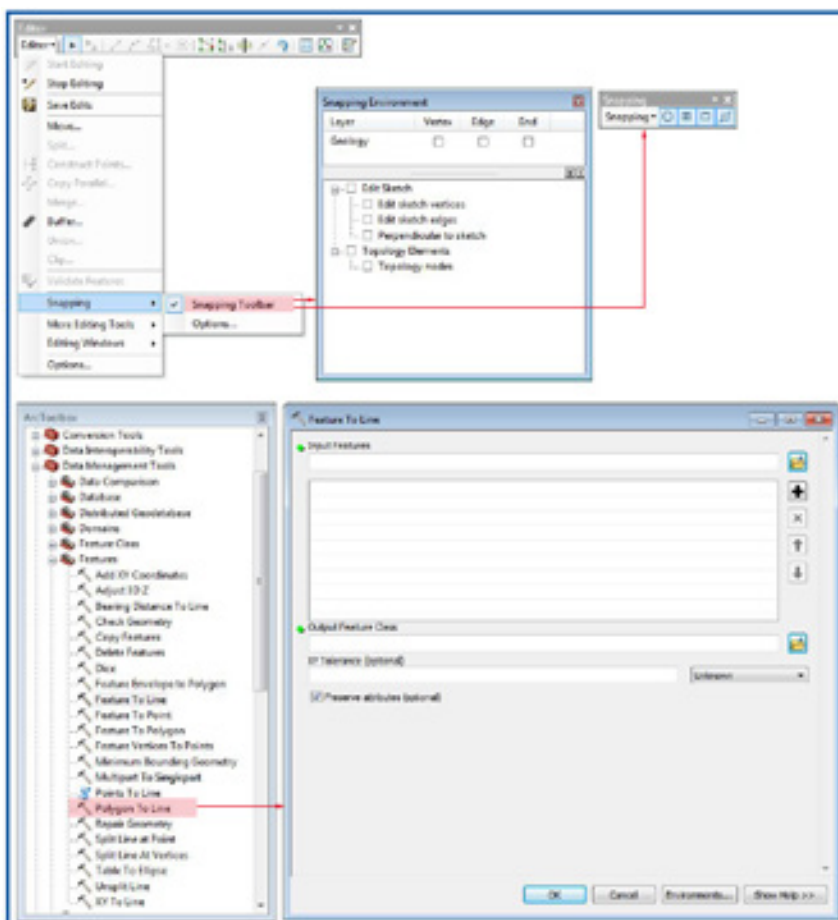 Editor
Editor
Start Editing
Stop Editing
Save Edits
Move...
Split...
Construct Points...
Copy Parallel...
Merge...
Buffer...
Union...
Clip...
Validate Features
Snapping
More Editing Tools
Editing Windows
Options...
Snapping Toolbar
Options...
Snapping Environment
Layer Vertex Edge End
Geology
Edit Sketch
Edit sketch vertices
Edit sketch edges
Perpendicular to sketch
Topology Elements
Topology nodes
Snapping
Snapping
ArcToolbox
Conversion Tools
Data Interoperability Tools
Data Management Tools
Data Comparison
Database
Distributed Geodatabase
Domains
Feature Class
Features
Add XY Coordinates
Adjust 3D Z
Bearing Distance To Line
Check Geometry
Copy Features
Delete Features
Dice
Feature Envelope to Polygon
Feature To Line
Feature To Point
Feature To Polygon
Feature Vertices To Points
Minimum Bounding Geometry
Multipart To Singlepart
Points To Line
Polygon To Line
Repair Geometry
Split Line at Point
Split Line At Vertices
Table To Ellipse
Unsplit Line
XY To Line
Feature To Line
Input Features
Output Feature Class
XY Tolerance (optional)
Unknown
Preserve attributes (optional)
OK Cancel Environments... Show Help >>